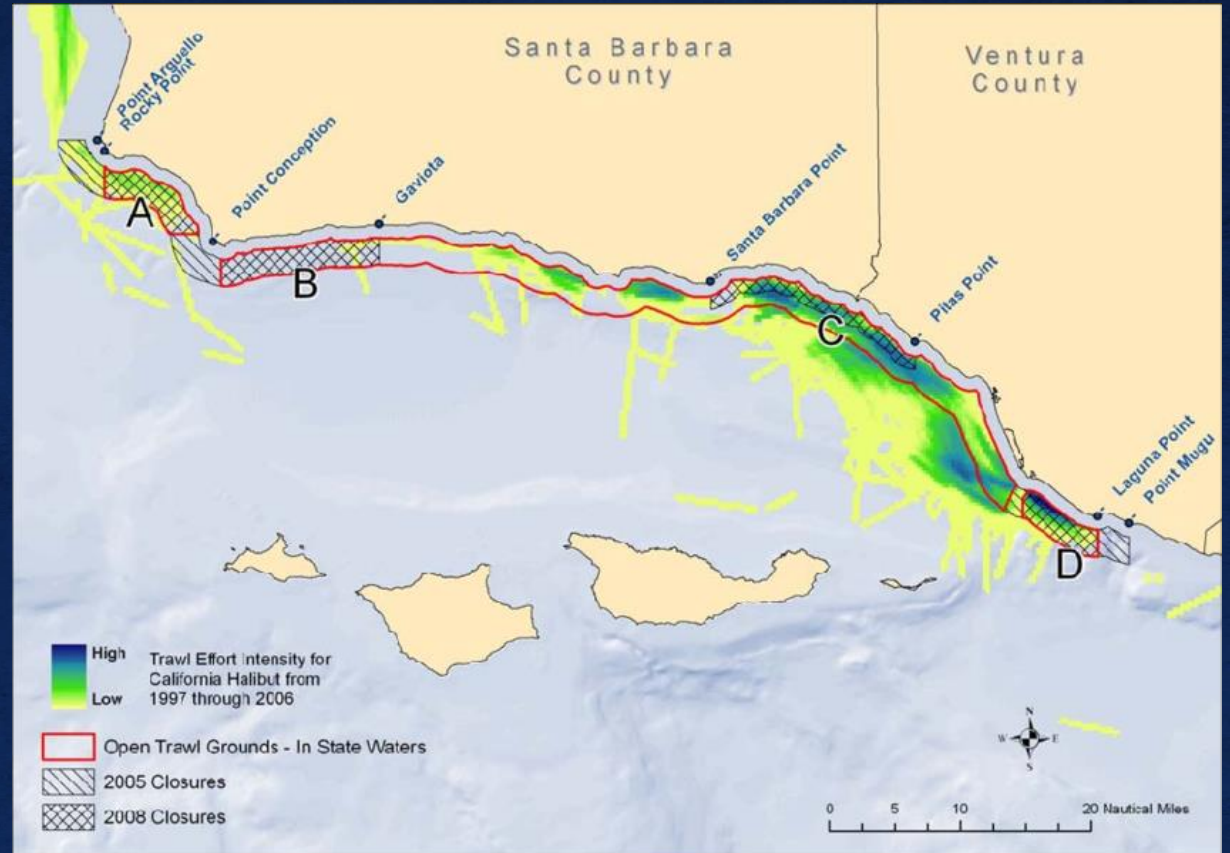 Santa Barbara
County
Ventura
County
Point Arguello
Rocky Point
Point Conception
Gaviota
Santa Barbara Point
Pitas Point
Laguna Point
Point Mugu
A
B
C
D
High
Low
Trawl Effort Intensity for
California Halibut from
1997 through 2006
Open Trawl Grounds - In State Waters
2005 Closures
2008 Closures
N
W E
S
0 5 10 20 Nautical Miles